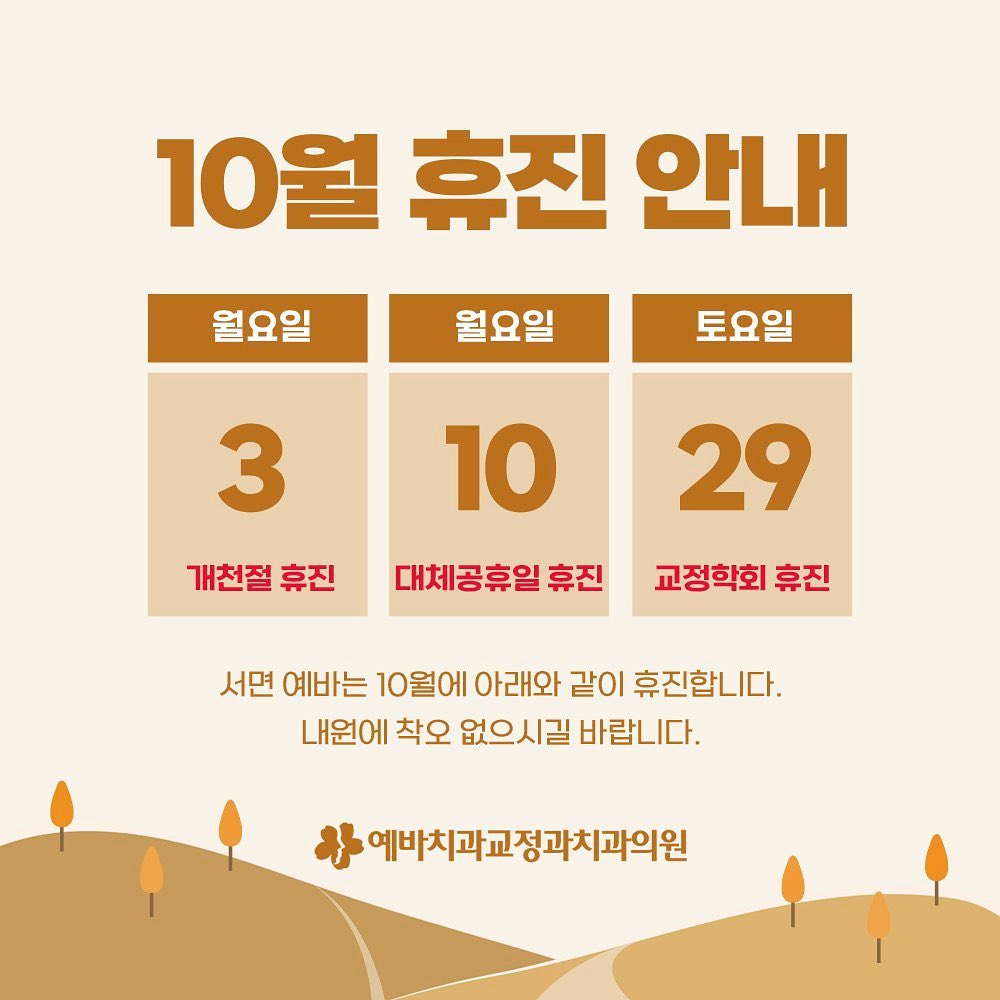 10월 휴진 안내
월요일
3
개천절 휴진
월요일
10
대체공휴일 휴진
토요일
29
교정학회 휴진
서면 예바는 10월에 아래와 같이 휴진합니다.
내원에 착오 없으시길 바랍니다.
예바치과교정과치과의원